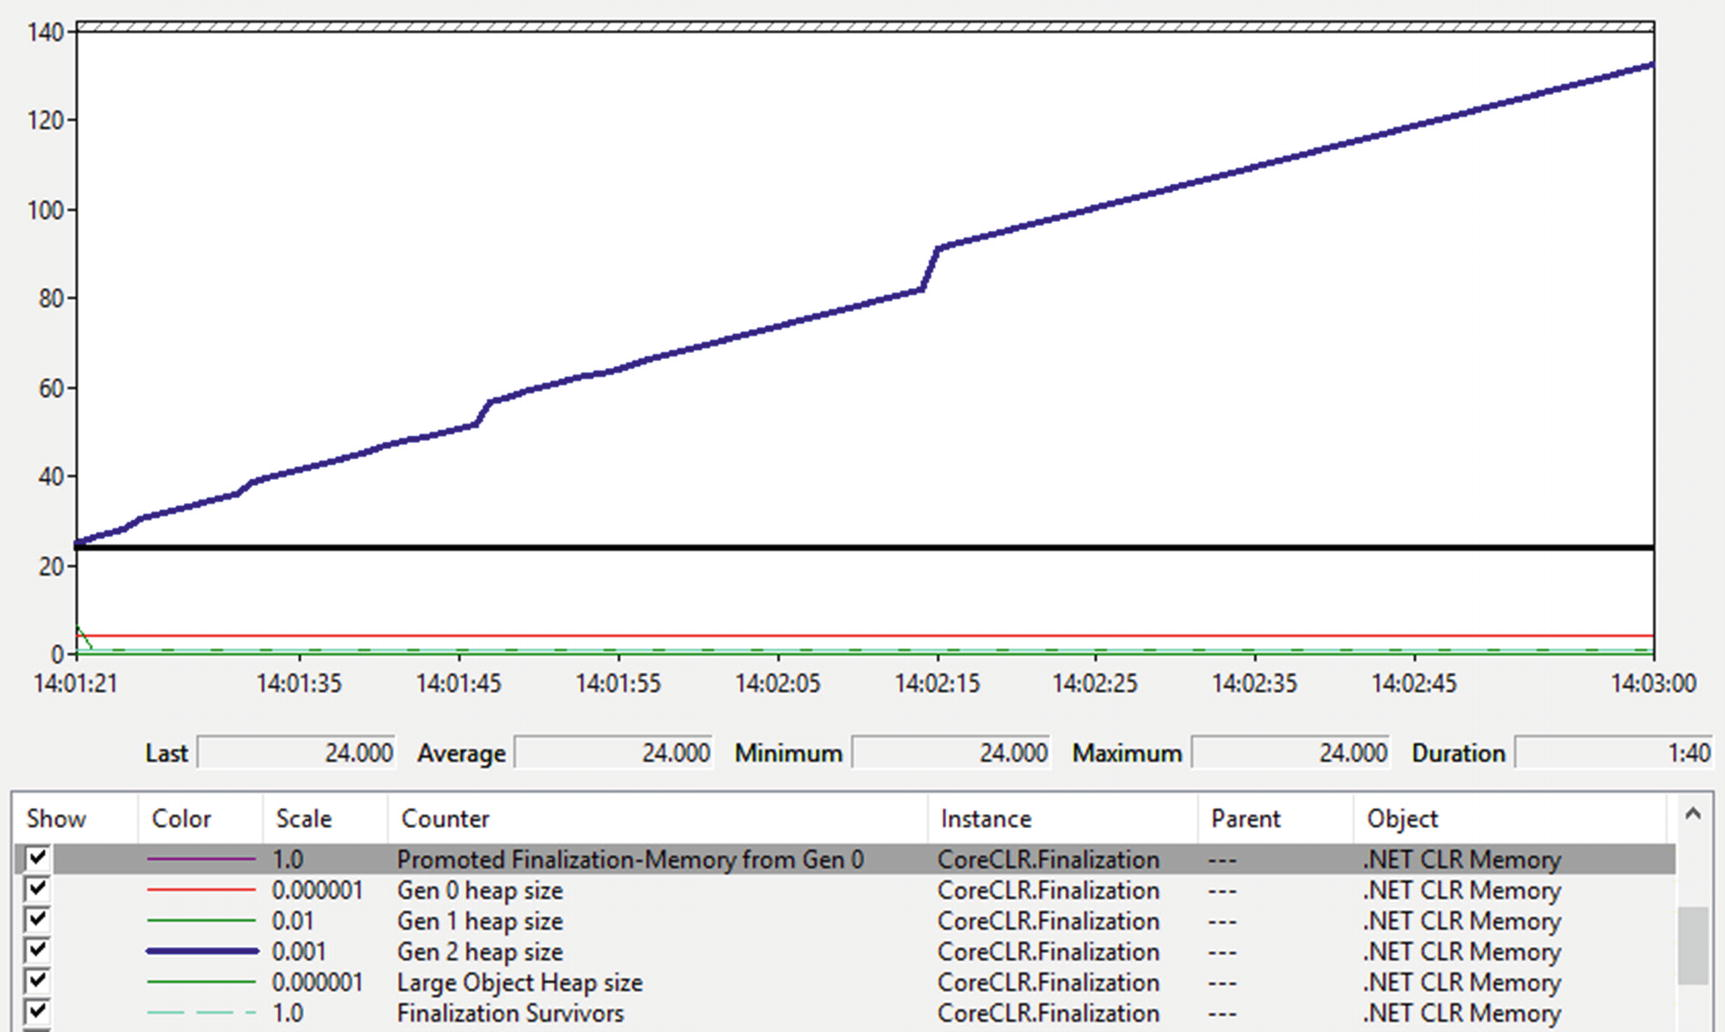 140
120
100
80
60
40
20
0
14:01:21 14:01:35 14:01:45 14:01:55 14:02:05 14:02:15 14:02:25 14:02:35 14:02:45 14:03:00
Last 24.000 Average 24.000 Minimum 24.000 Maximum 24.000 Duration 1:40
Show Color Scale Counter Instance Parent Object
1.0 Promoted Finalization-Memory from Gen 0 CoreCLR.Finalization --- .NET CLR Memory
0.000001 Gen 0 heap size CoreCLR.Finalization --- .NET CLR Memory
0.01 Gen 1 heap size CoreCLR.Finalization --- .NET CLR Memory
0.001 Gen 2 heap size CoreCLR.Finalization --- .NET CLR Memory
0.000001 Large Object Heap size CoreCLR.Finalization --- .NET CLR Memory
1.0 Finalization Survivors CoreCLR.Finalization --- .NET CLR Memory